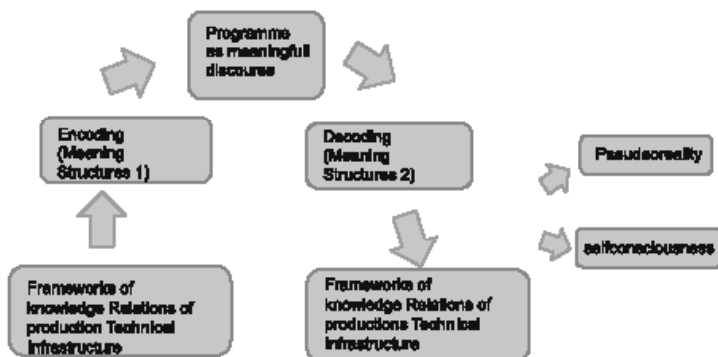 Programme
as meaningfull
discourse
Encoding
(Meaning
Structures 1)
Decoding
(Meaning
Structures 2)
Pseudoreality
selfconsciousness
Frameworks of
knowledge Relations of
production Technical
Infrastructure
Frameworks of
knowledge Relations of
productions Technical
Infrastructure